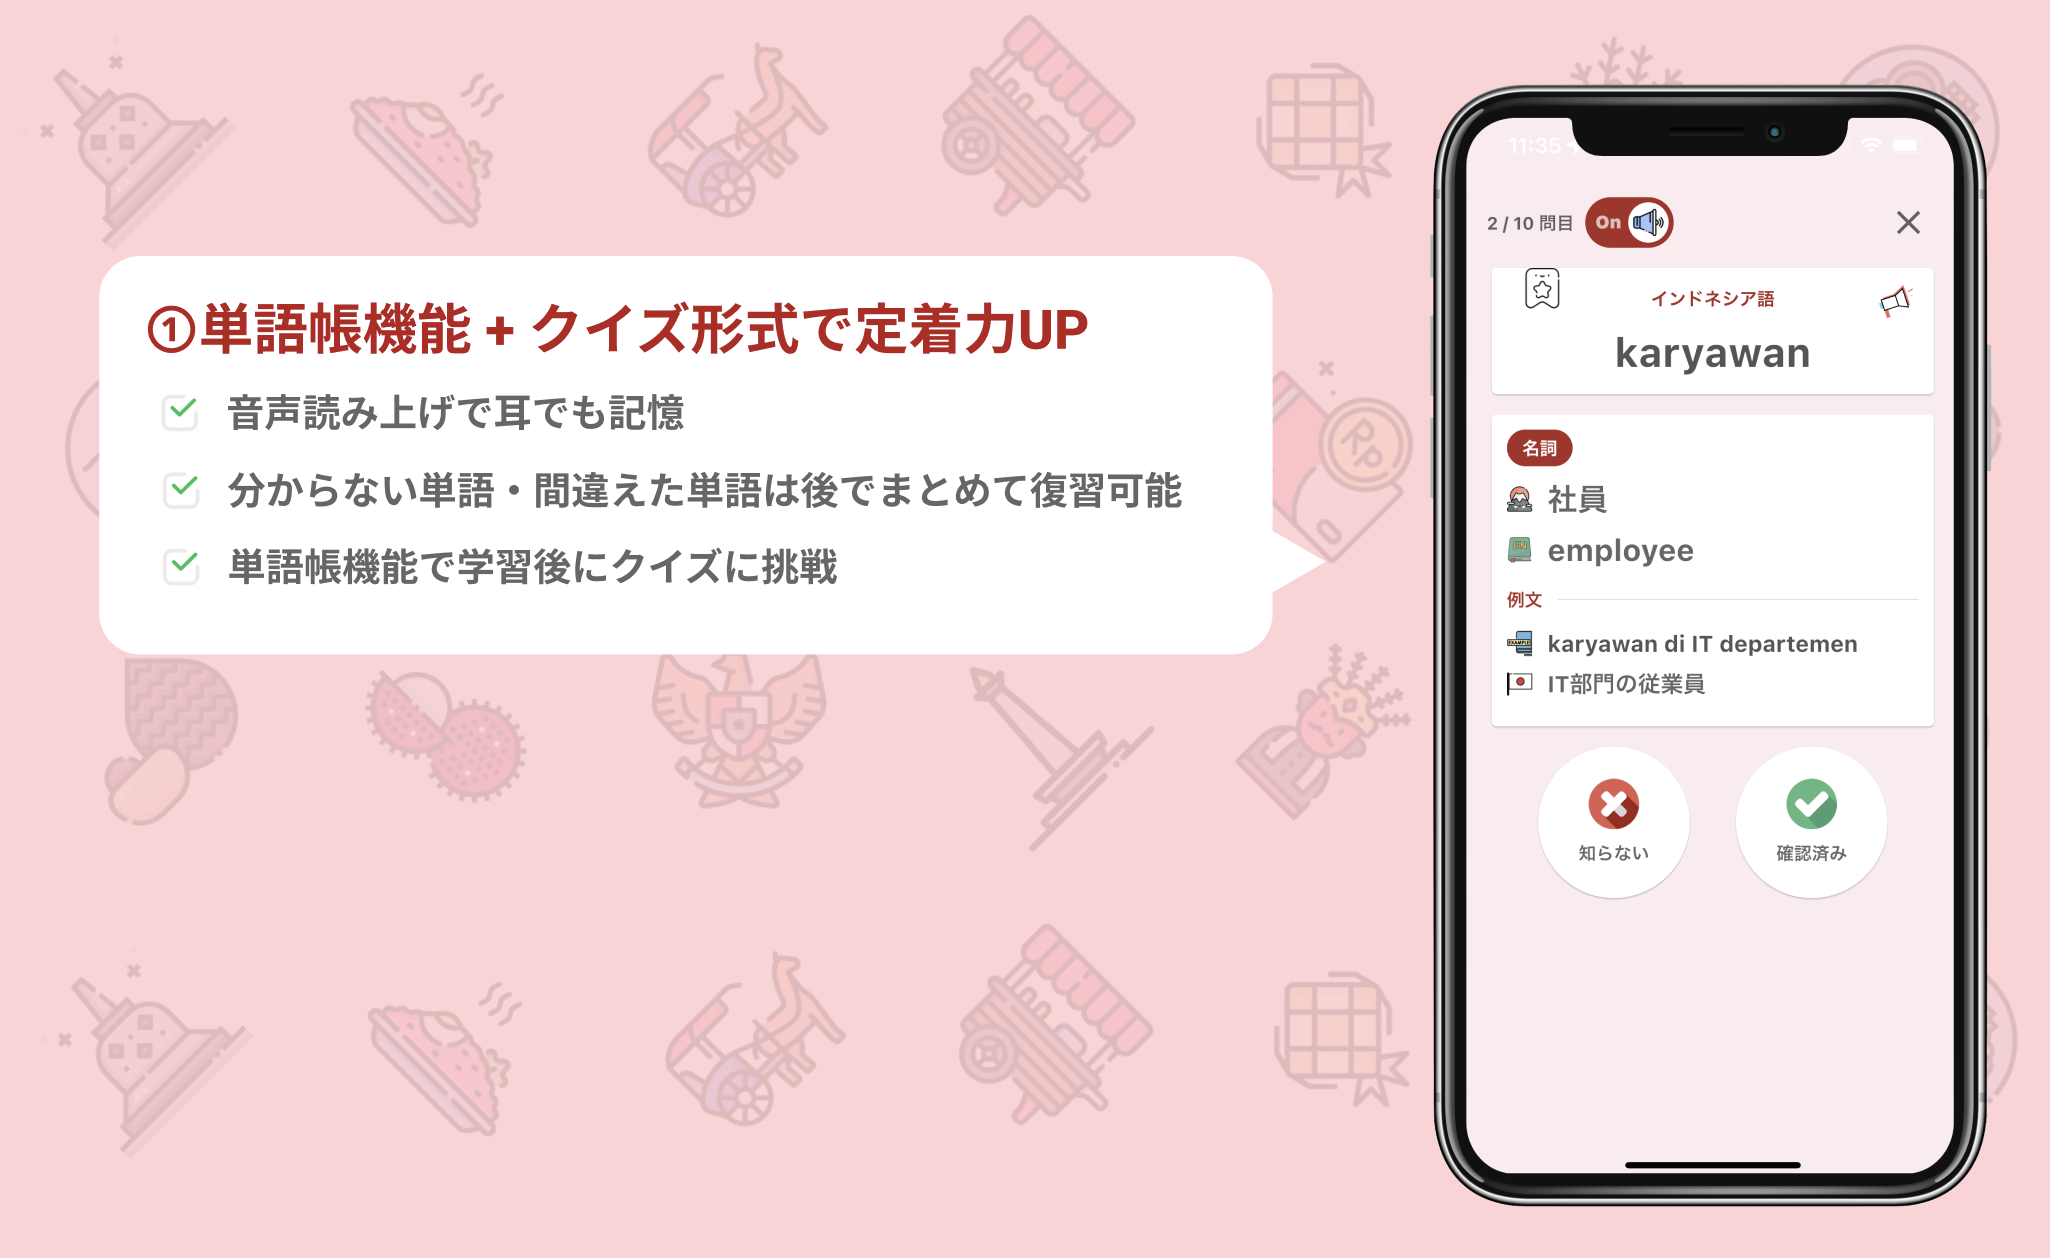 ①単語帳機能 + クイズ形式で定着力UP
音声読み上げで耳でも記憶
分からない単語・間違えた単語は後でまとめて復習可能
単語帳機能で学習後にクイズに挑戦
11:35
2 / 10 問目
On
インドネシア語
karyawan
名詞
社員
EN
employee
例文
EXAMPLE
karyawan di IT departemen
IT部門の従業員
知らない
確認済み
Rp